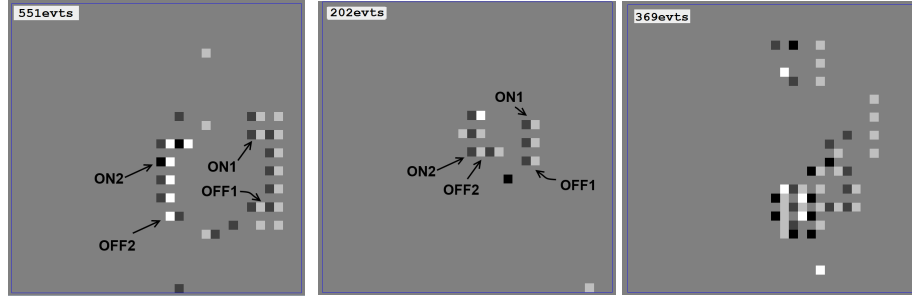 551evts
ON1
ON2
OFF1
OFF2
202evts
ON1
ON2
OFF2
OFF1
369evts